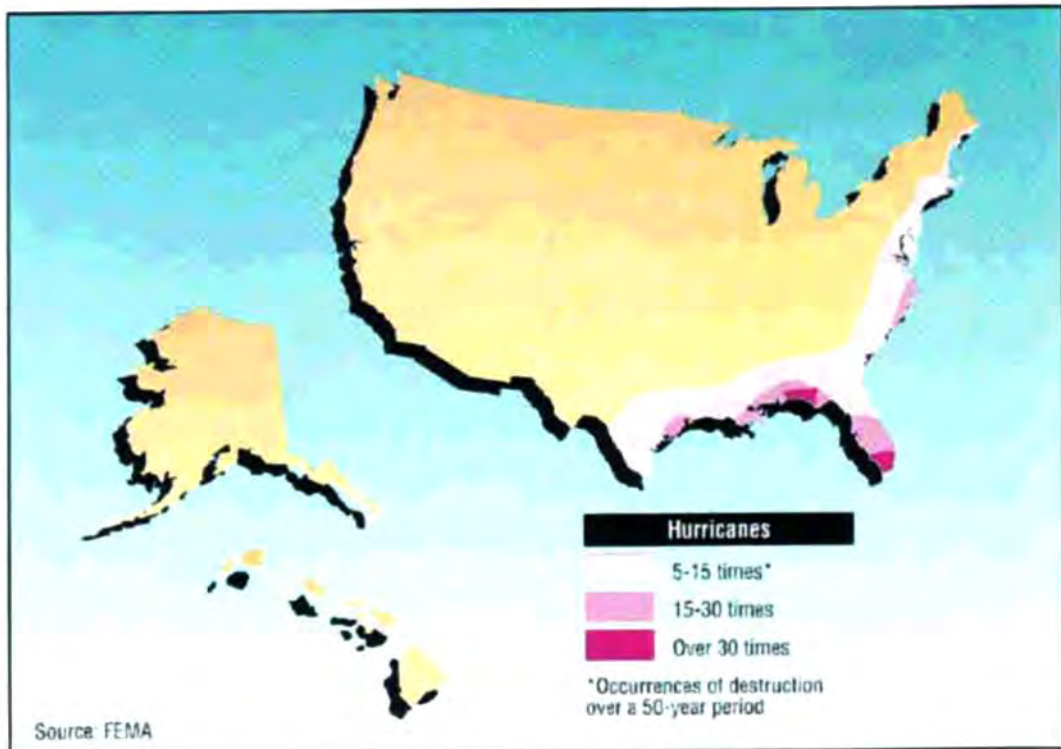 Hurricanes
5-15 times*
15-30 times
Over 30 times
*Occurrences of destruction
over a 50-year period
Source: FEMA